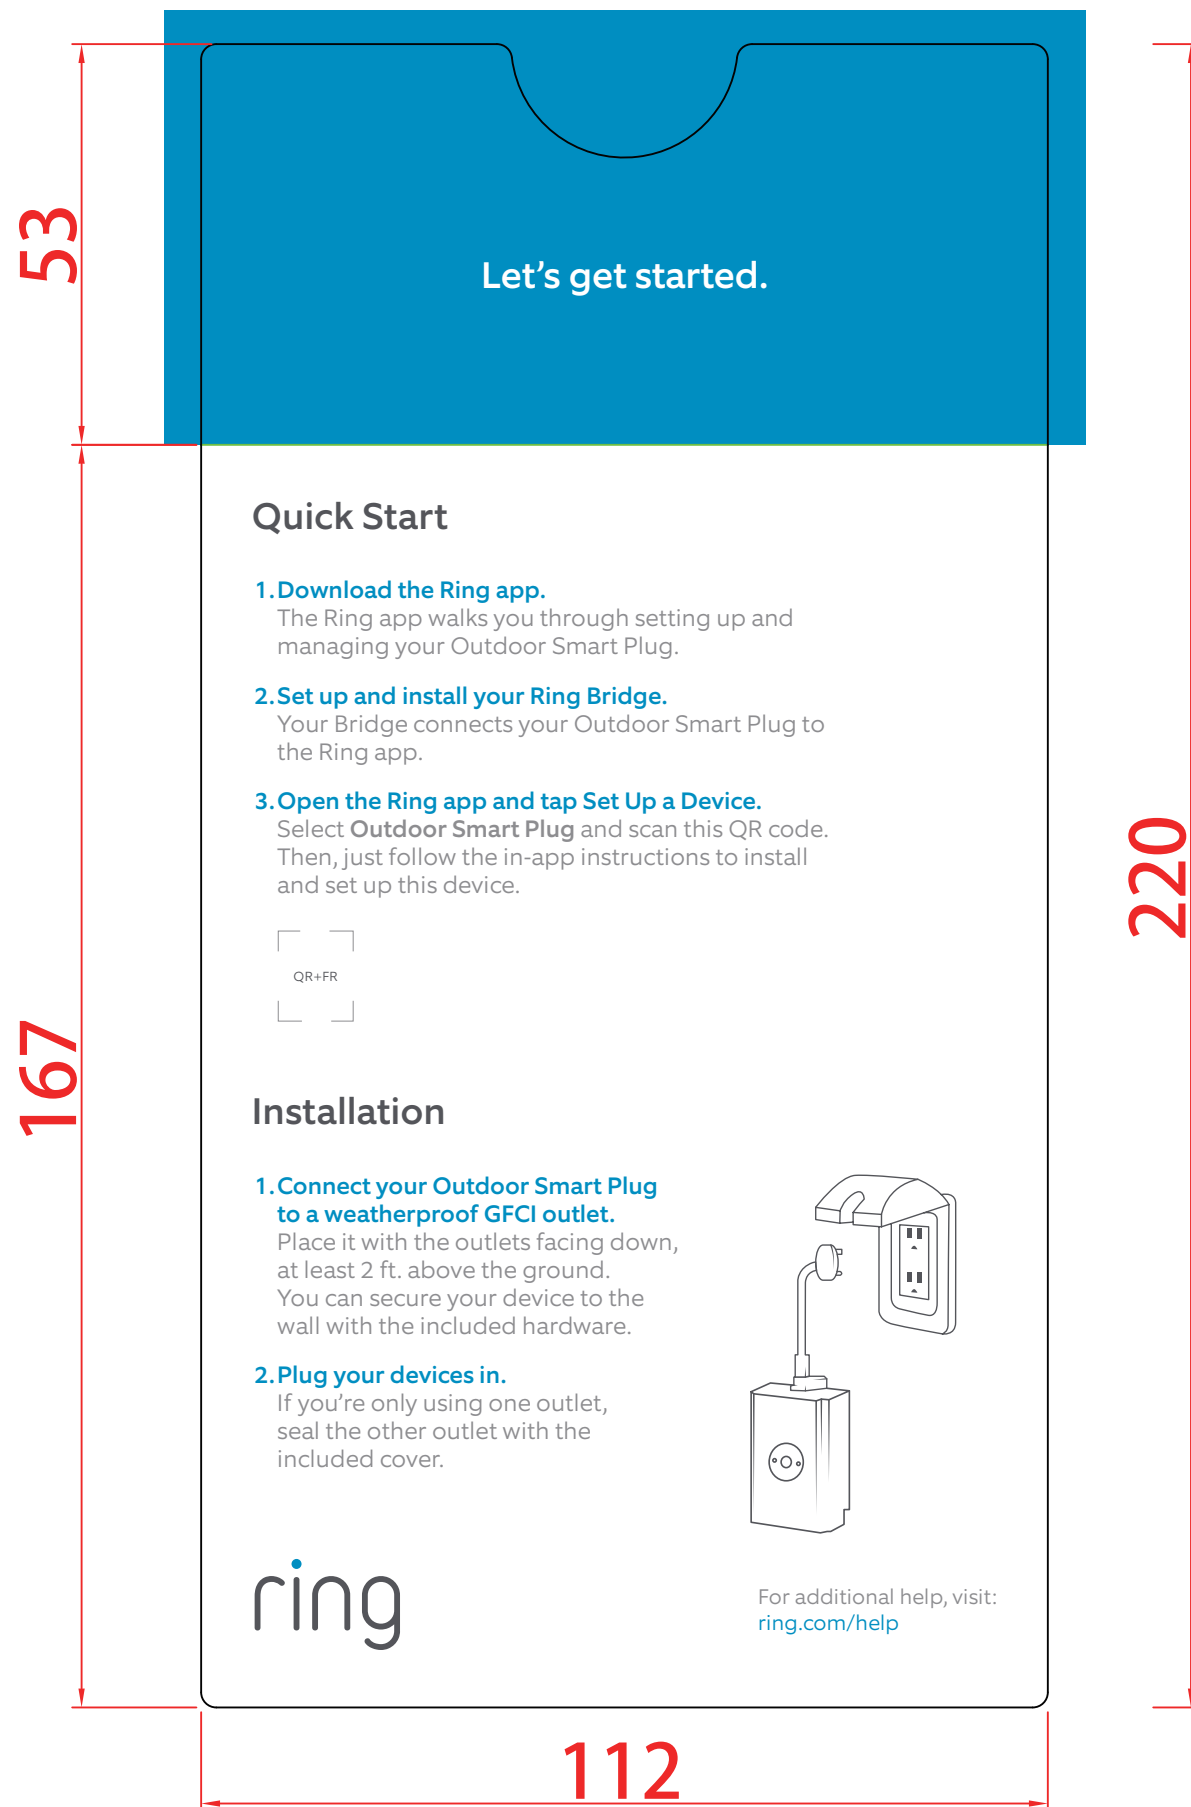 53
Let's get started.
Quick Start
1. Download the Ring app.
The Ring app walks you through setting up and
managing your Outdoor Smart Plug.
2. Set up and install your Ring Bridge.
Your Bridge connects your Outdoor Smart Plug to
the Ring app.
3. Open the Ring app and tap Set Up a Device.
Select Outdoor Smart Plug and scan this QR code.
Then, just follow the in-app instructions to install
and set up this device.
QR+FR
220
167
Installation
1. Connect your Outdoor Smart Plug
to a weatherproof GFCI outlet.
Place it with the outlets facing down,
at least 2 ft. above the ground.
You can secure your device to the
wall with the included hardware.
2. Plug your devices in.
If you're only using one outlet,
seal the other outlet with the
included cover.
ring
For additional help, visit:
ring.com/help
112